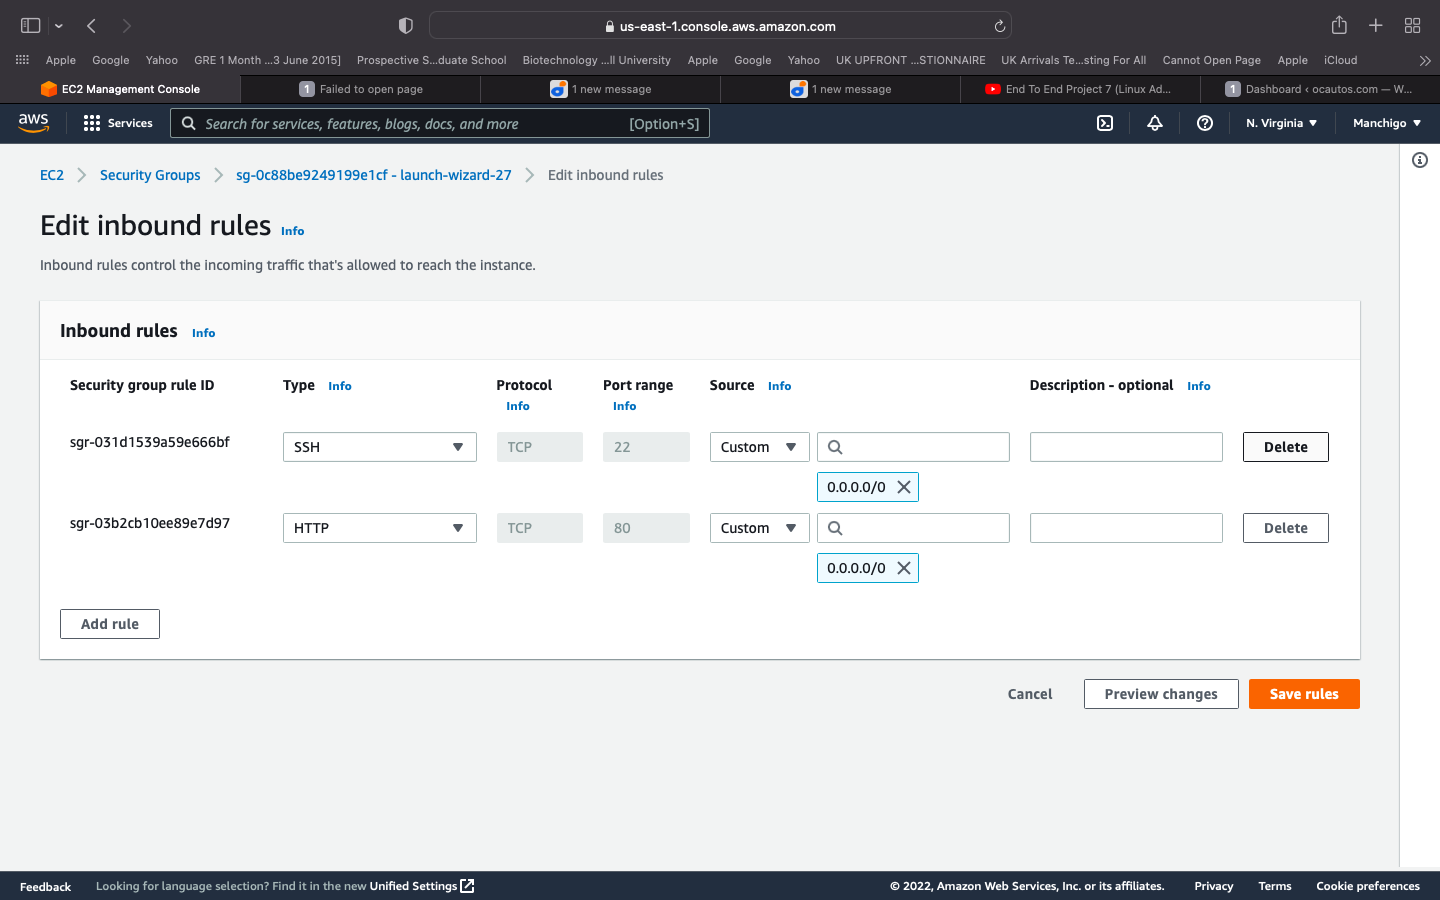 us-east-1.console.aws.amazon.com
Apple Google Yahoo GRE 1 Month ...3 June 2015] Prospective S...duate School Biotechnology ...ll University Apple Google Yahoo UK UPFRONT ...STIONNAIRE UK Arrivals Te...sting For All Cannot Open Page Apple iCloud
EC2 Management Console 1 Failed to open page 1 new message 1 new message End To End Project 7 (Linux Ad... 1 Dashboard ‹ ocautos.com — W...
aws Services Search for services, features, blogs, docs, and more [Option+S] N. Virginia Manchigo
EC2 Security Groups sg-0c88be9249199e1cf - launch-wizard-27 Edit inbound rules
Edit inbound rules Info
Inbound rules control the incoming traffic that's allowed to reach the instance.
Inbound rules Info
Security group rule ID Type Info Protocol Info Port range Info Source Info Description - optional Info
sgr-031d1539a59e666bf SSH TCP 22 Custom Delete
0.0.0.0/0
sgr-03b2cb10ee89e7d97 HTTP TCP 80 Custom Delete
0.0.0.0/0
Add rule
Cancel Preview changes Save rules
Feedback Looking for language selection? Find it in the new Unified Settings © 2022, Amazon Web Services, Inc. or its affiliates. Privacy Terms Cookie preferences